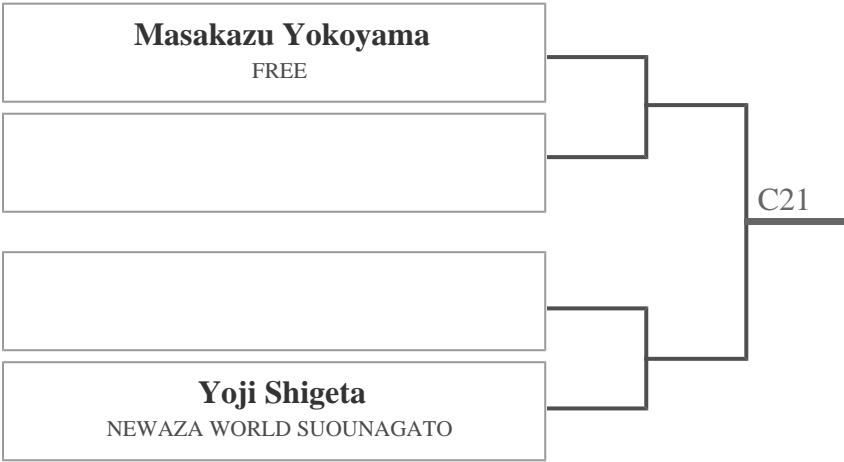 Masakazu Yokoyama
FREE
C21
Yoji Shigeta
NEWAZA WORLD SUOUNAGATO